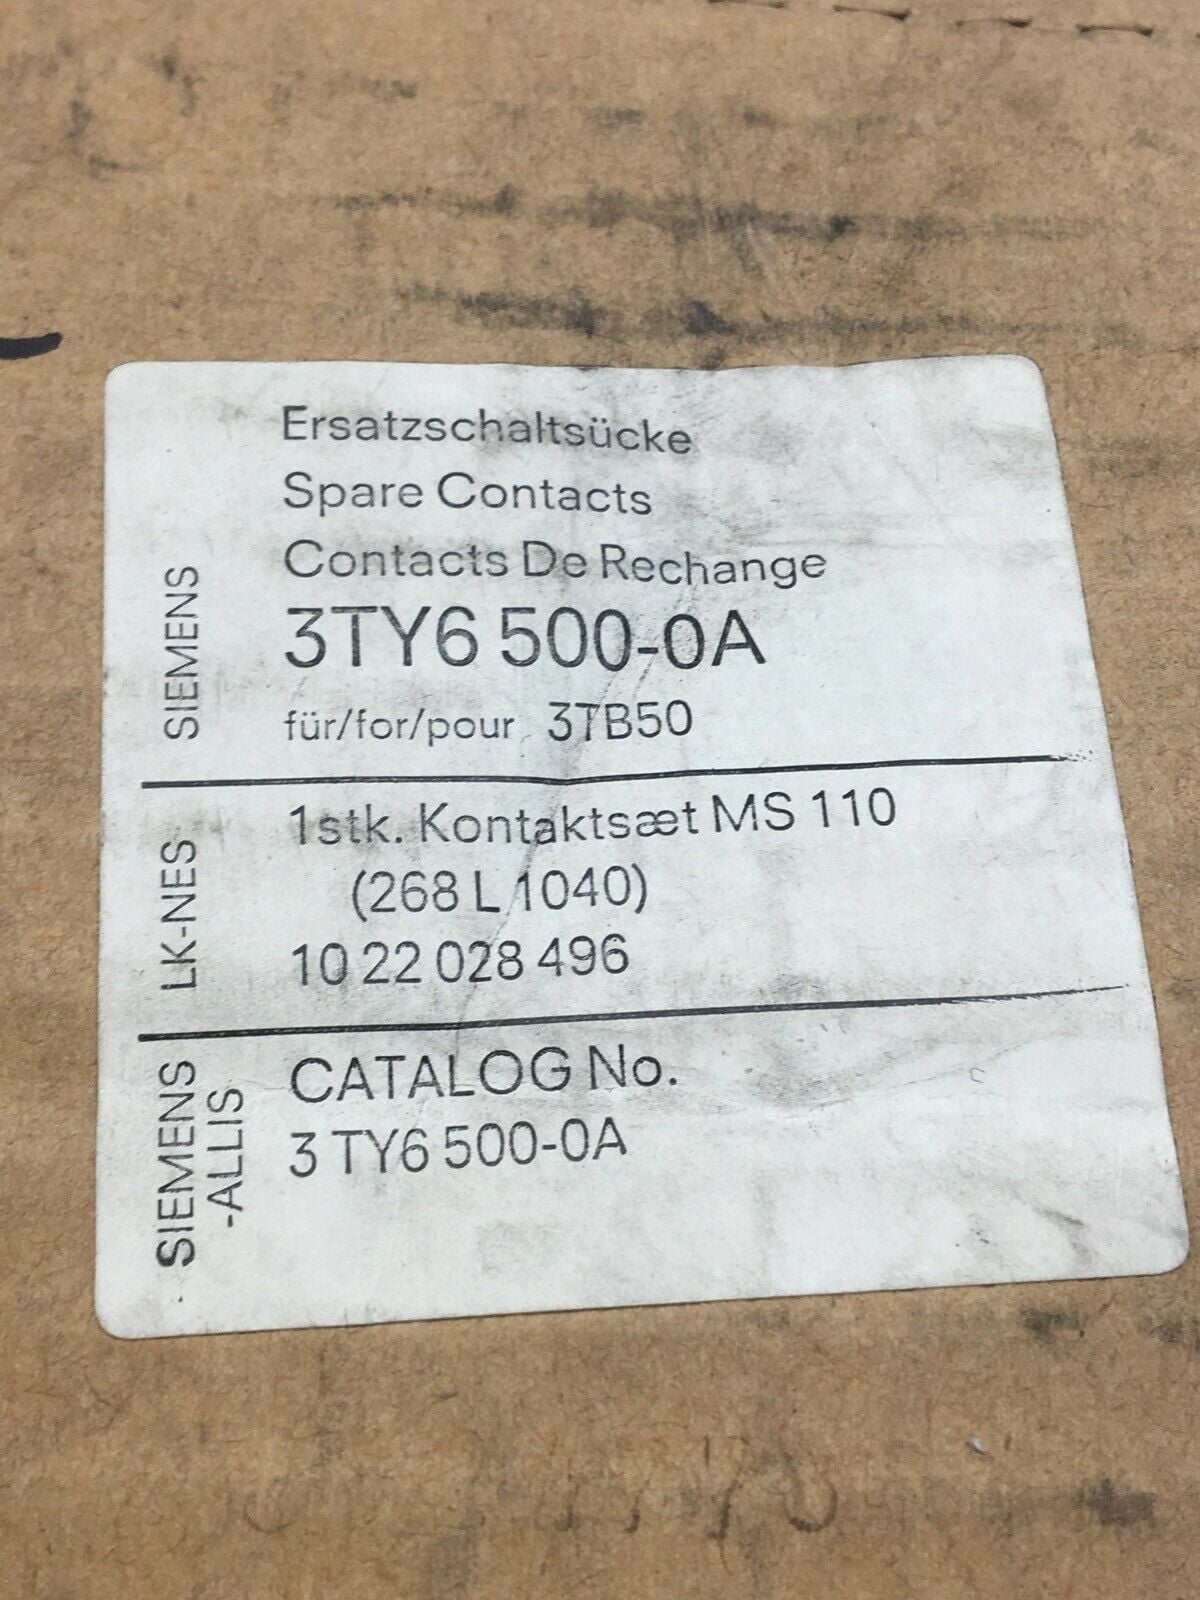 SIEMENS
Ersatzschaltsücke
Spare Contacts
Contacts De Rechange
3TY6 500-0A
für/for/pour 3TB50
LK-NES
1stk. Kontaktsæt MS 110
(268 L 1040)
10 22 028 496
SIEMENS
-ALLIS
CATALOG No.
3 TY6 500-0A